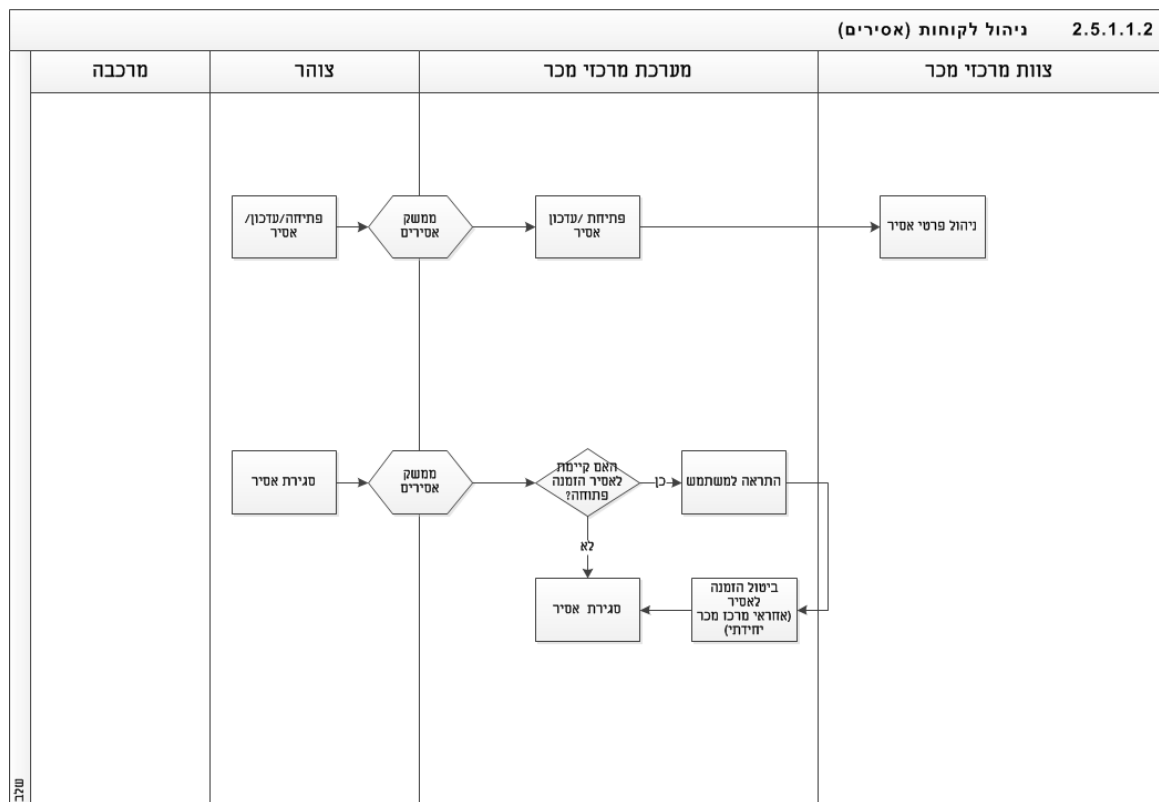 2.5.1.1.2 ניהול לקוחות (אסירים)
צוות מרכזי מכר
מערכת מרכזי מכר
צוהר
מרכבה
פתיחה/עדכון/
אסיר
ממשק
אסירים
פתיחת /עדכון
אסיר
ניהול פרטי אסיר
סגירת אסיר
ממשק
אסירים
האם קיימת
לאסיר הזמנה
פתוחה?
כן
התראה למשתמש
לא
ביטול הזמנה
לאסיר
(אחראי מרכז מכר
יחידתי)
סגירת אסיר
שלב